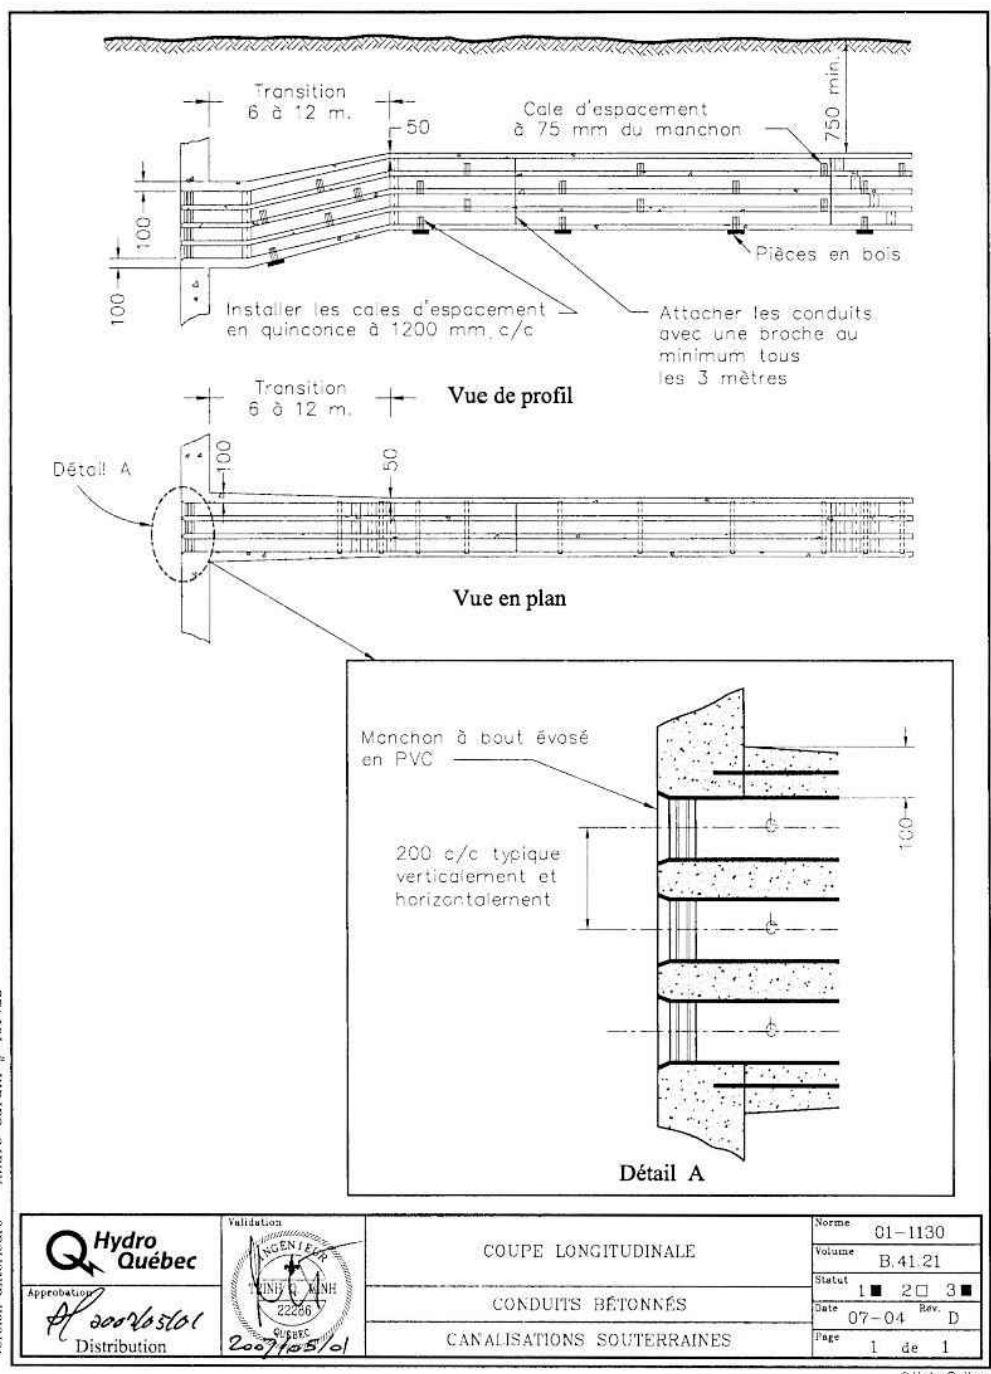 Transition
6 à 12 m.
50
Cale d'espacement
à 75 mm du manchon
750 min.
100
100
Pièces en bois
Installer les cales d'espacement
en quinconce à 1200 mm. c/c
Attacher les conduits
avec une broche au
minimum tous
les 3 mètres
Vue de profil
Transition
6 à 12 m.
Détail A
100
50
Vue en plan
Manchon à bout évasé
en PVC
200 c/c typique
verticalement et
horizontalement
100
Détail A
Hydro
Québec
Approbation
2007/05/01
Distribution
Validation
INGÉNIEUR
TRINH Q. MINH
22286
QUÉBEC
2007/05/01
COUPE LONGITUDINALE
CONDUITS BÉTONNÉS
CANALISATIONS SOUTERRAINES
Norme 01-1130
Volume B.41.21
Statut 1 ■ 2 □ 3 ■
Date 07-04 Rév. D
Page 1 de 1